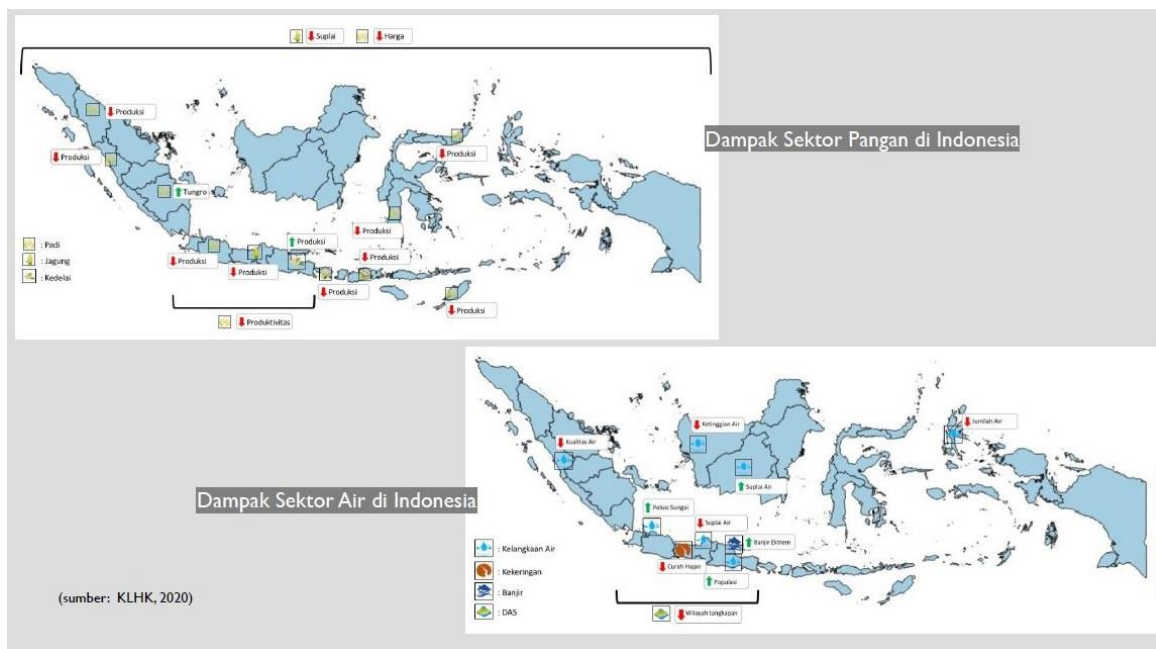 Suplai
Harga
Produksi
Produksi
Produksi
Tungro
Produksi
Produksi
Produksi
Produksi
Produksi
Produksi
Produksi
Produktivitas
: Padi
: Jagung
: Kedelai
Dampak Sektor Pangan di Indonesia
Dampak Sektor Air di Indonesia
Kualitas Air
Ketinggian Air
Jumlah Air
Suplai Air
Polusi Sungai
Suplai Air
Banjir Ekstrem
Curah Hujan
Populasi
Wilayah tangkapan
: Kelangkaan Air
: Kekeringan
: Banjir
: DAS
(sumber: KLHK, 2020)